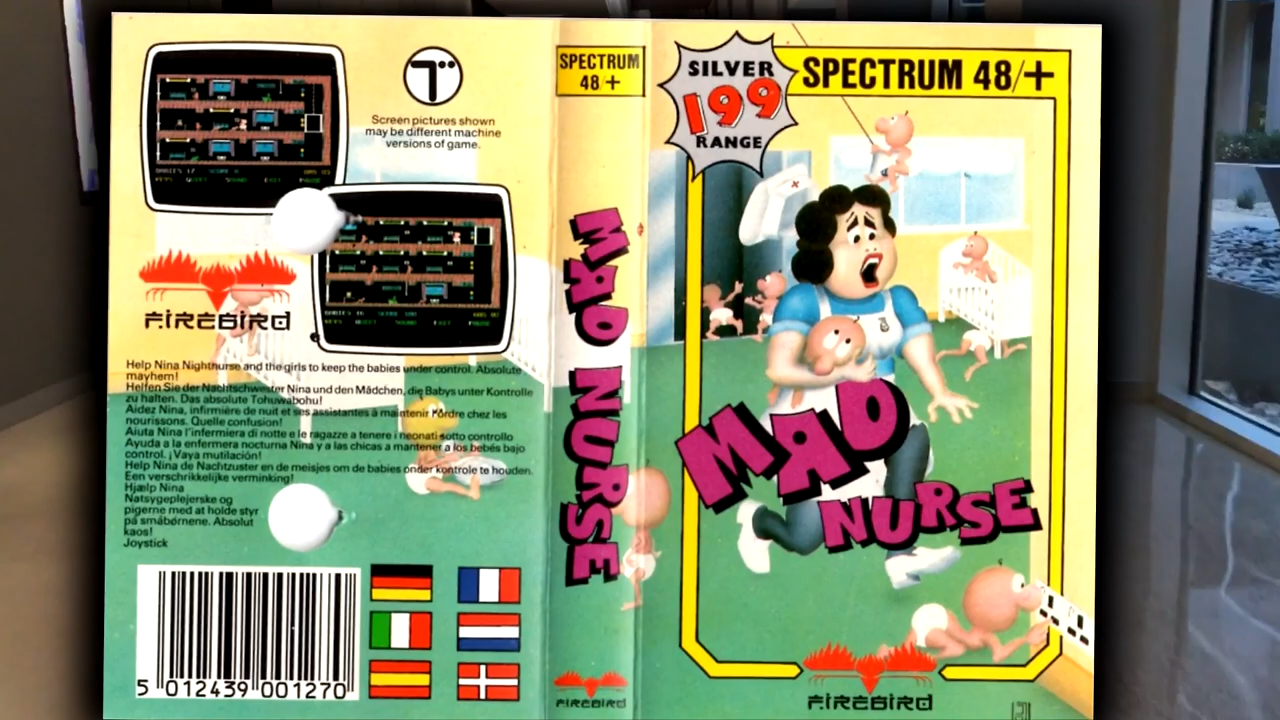 Screen pictures shown
may be different machine
versions of game.
FIREBIRD
Help Nina Nighthurse and the girls to keep the babies under control. Absolute
mayhem!
Helfen Sie der Nachtschwester Nina und den Mädchen, die Babys unter Kontrolle
zu halten. Das absolute Tohuwabohu!
Aidez Nina, infirmière de nuit et ses assistantes à maintenir l'ordre chez les
nourissons. Quelle confusion!
Aiuta Nina l'infermiera di notte e le ragazze a tenere i neonati sotto controllo
Ayuda a la enfermera nocturna Nina y a las chicas a mantener a los bebés bajo
control. ¡Vaya mutilación!
Help Nina de Nachtzuster en de meisjes om de babies onder kontrole te houden.
Een verschrikkelijke verminking!
Hjælp Nina
Natsygeplejerske og
pigerne med at holde styr
på småbørnene. Absolut
kaos!
Joystick
5 012439 001270
SPECTRUM
48/+
MAD NURSE
FIREBIRD
SILVER
199
RANGE
SPECTRUM 48/+
MAD
NURSE
FIREBIRD